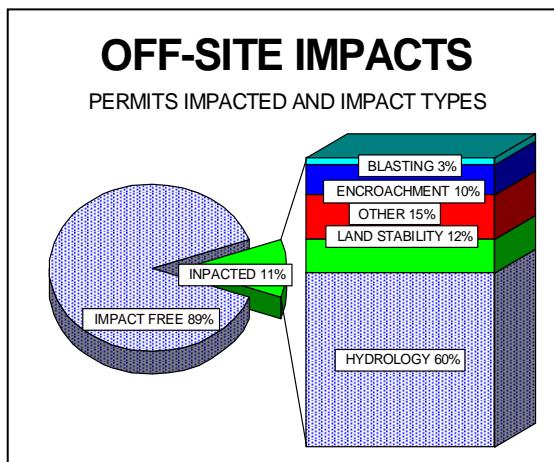 OFF-SITE IMPACTS
PERMITS IMPACTED AND IMPACT TYPES
BLASTING 3%
ENCROACHMENT 10%
OTHER 15%
LAND STABILITY 12%
INPACTED 11%
IMPACT FREE 89%
HYDROLOGY 60%